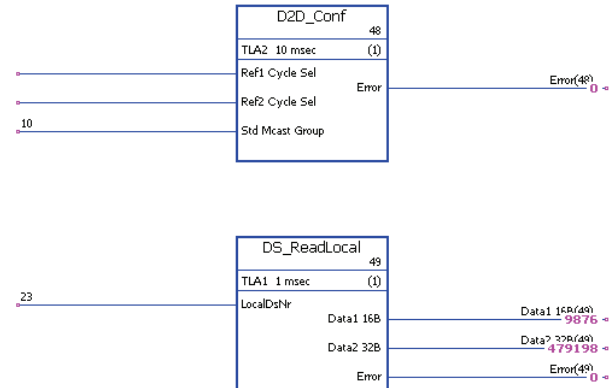 D2D_Conf
48
TLA2 10 msec (1)
Ref1 Cycle Sel
Error Error(48)
0
Ref2 Cycle Sel
10 Std Mcast Group
DS_ReadLocal
49
TLA1 1 msec (1)
23 LocalDsNr
Data1 16B Data1 16B(49)
9876
Data2 32B Data2 32B(49)
479198
Error Error(49)
0